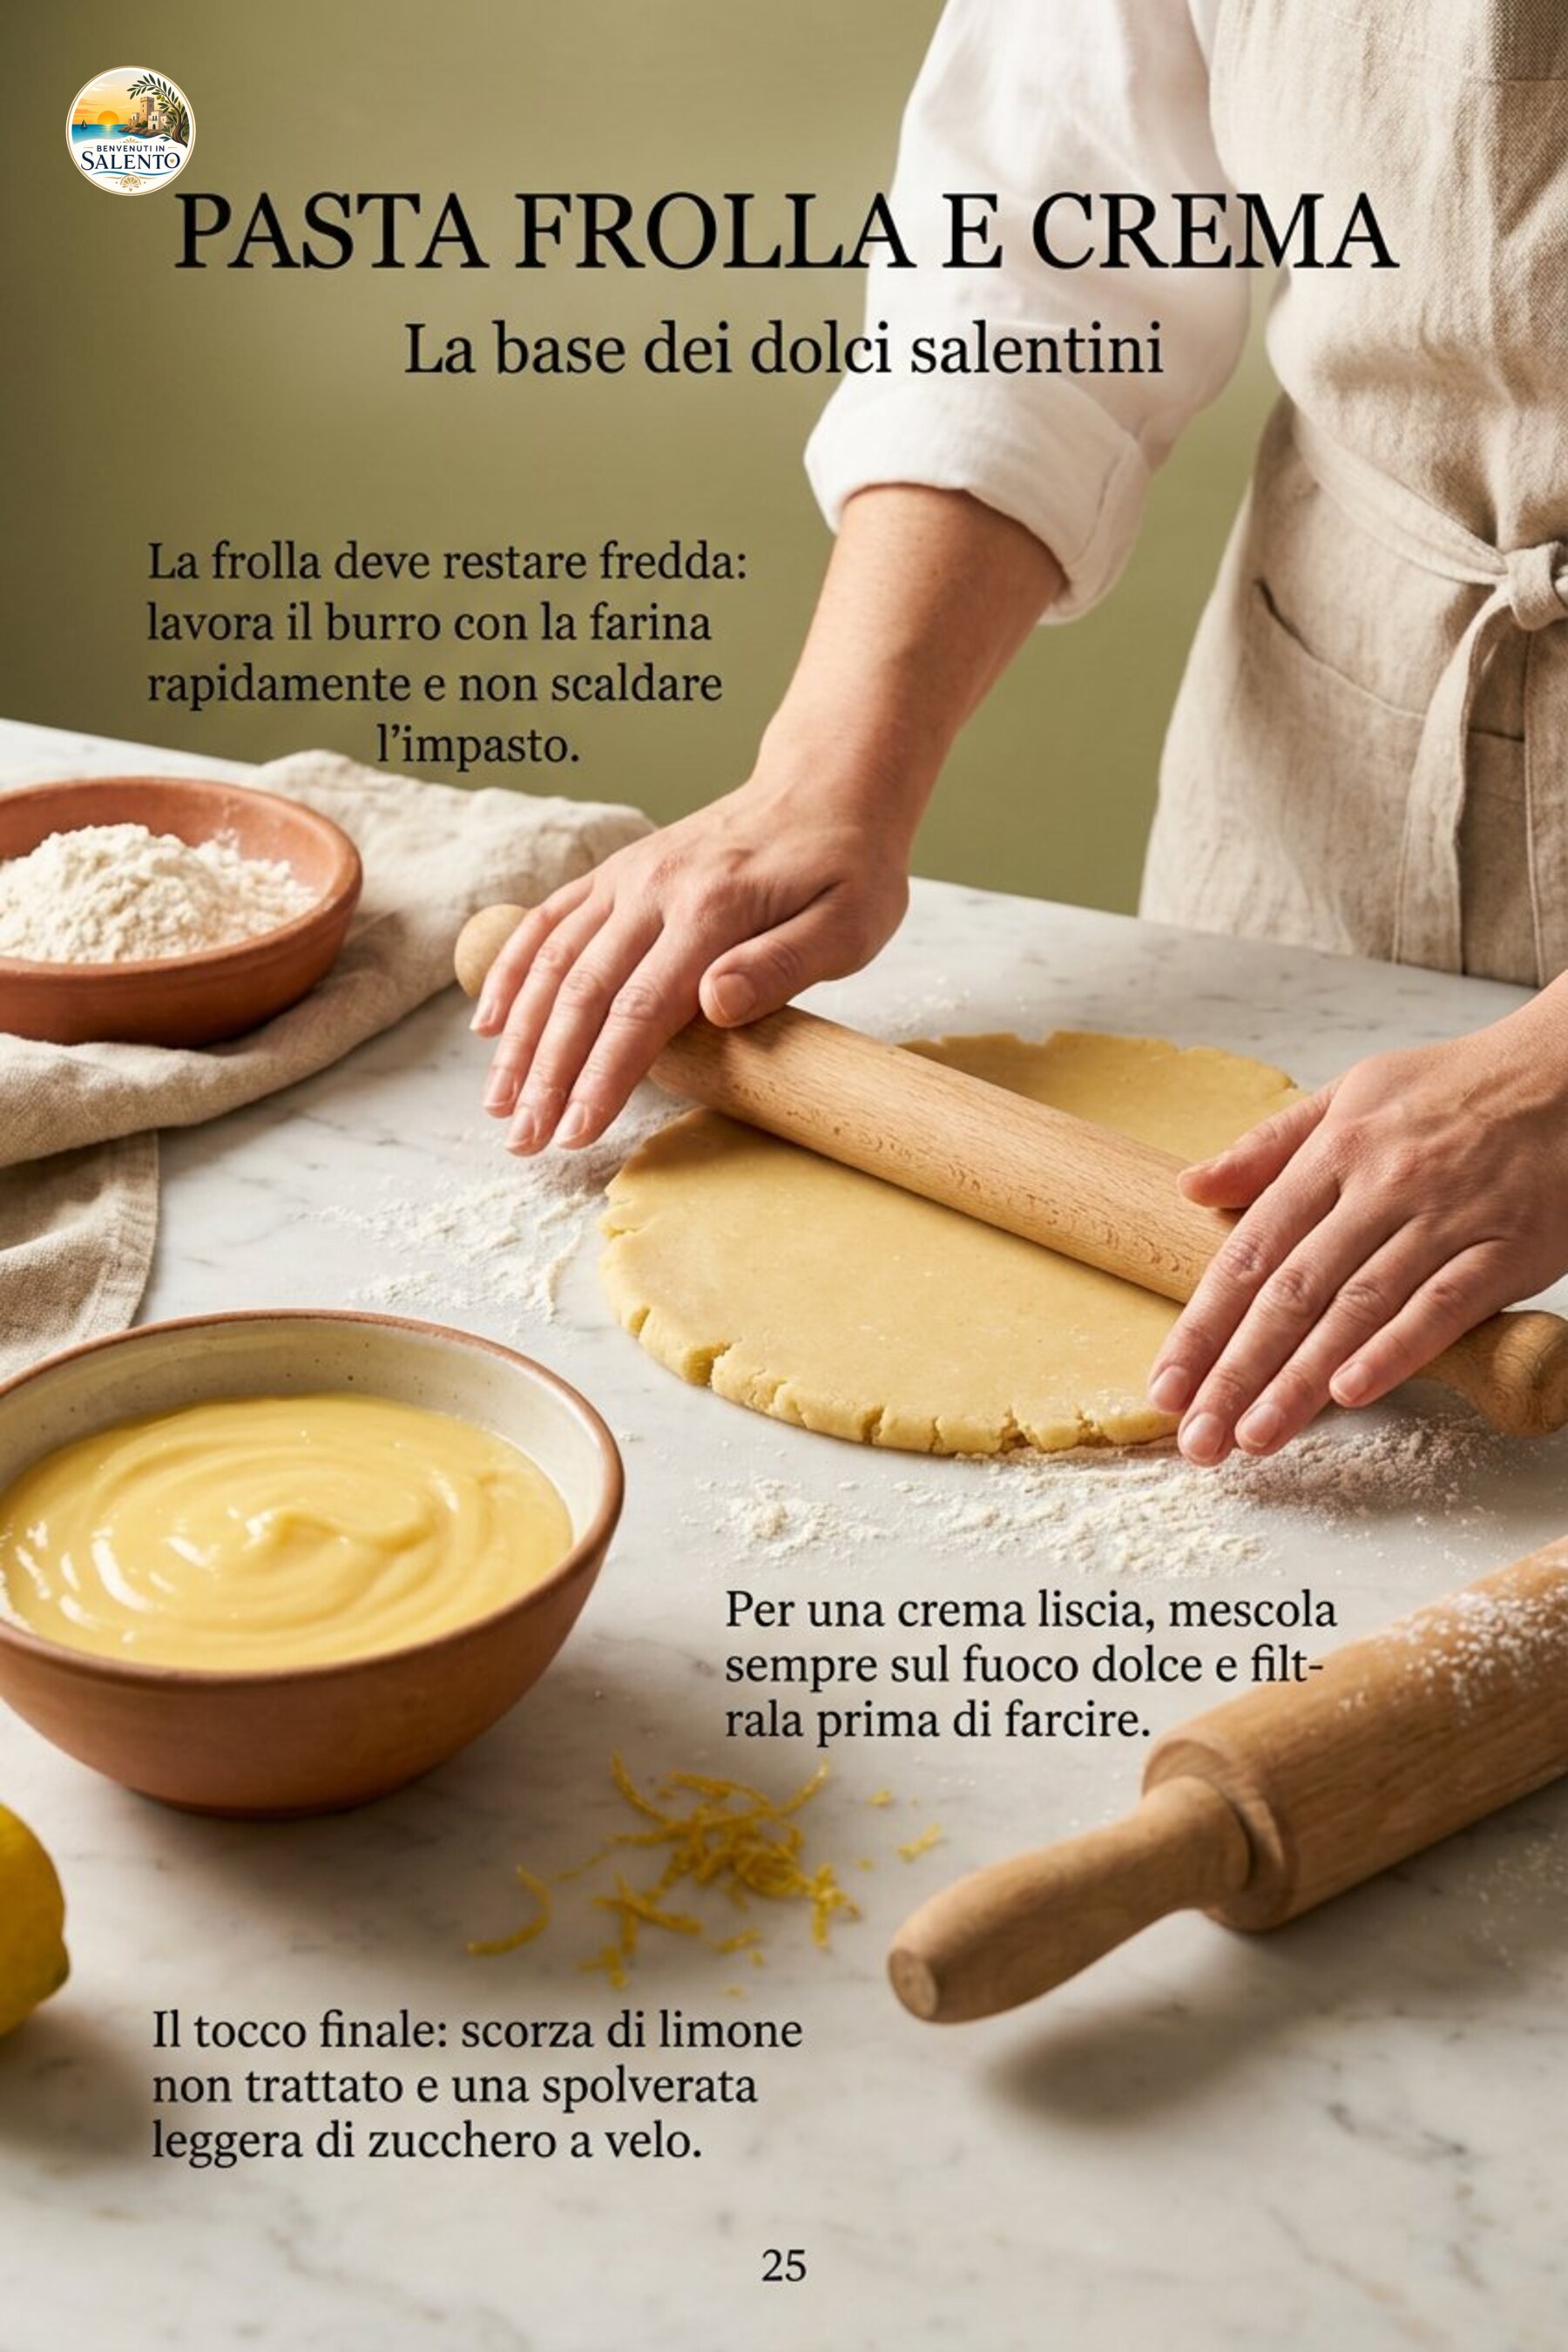 BENVENUTI IN
SALENTO
PASTA FROLLA E CREMA
La base dei dolci salentini
La frolla deve restare fredda:
lavora il burro con la farina
rapidamente e non scaldare
l’impasto.
Per una crema liscia, mescola
sempre sul fuoco dolce e filt-
rala prima di farcire.
Il tocco finale: scorza di limone
non trattato e una spolverata
leggera di zucchero a velo.
25